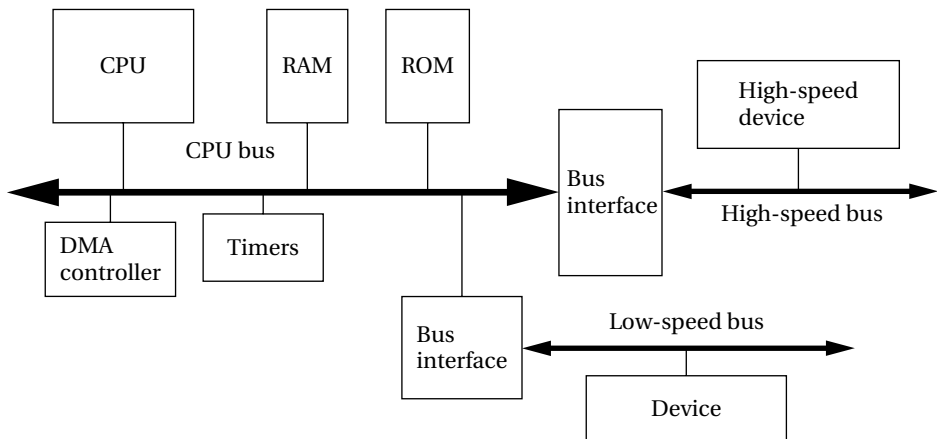 CPU
RAM
ROM
High-speed
device
CPU bus
Bus
interface
High-speed bus
DMA
controller
Timers
Bus
interface
Low-speed bus
Device